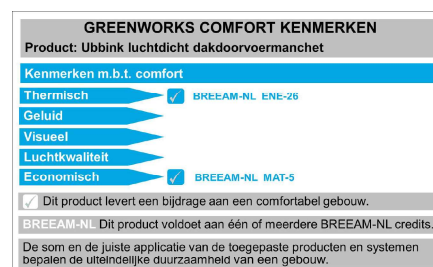 GREENWORKS COMFORT KENMERKEN
Product: Ubbink luchtdicht dakdoorvoermanchet
Kenmerken m.b.t. comfort
Thermisch BREEAM-NL ENE-26
Geluid
Visueel
Luchtkwaliteit
Economisch BREEAM-NL MAT-5
Dit product levert een bijdrage aan een comfortabel gebouw.
BREEAM-NL Dit product voldoet aan één of meerdere BREEAM-NL credits.
De som en de juiste applicatie van de toegepaste producten en systemen
bepalen de uiteindelijke duurzaamheid van een gebouw.